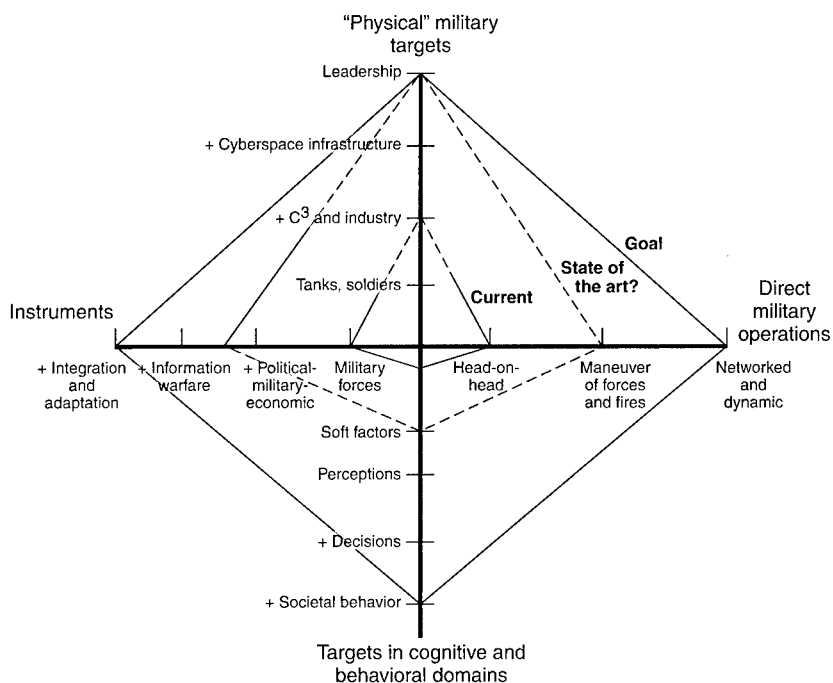 “Physical” military
targets
Leadership
+ Cyberspace infrastructure
+ C³ and industry
Goal
State of
the art?
Tanks, soldiers
Current
Instruments
Direct
military
operations
+ Integration
and
adaptation
+ Information
warfare
+ Political-
military-
economic
Military
forces
Head-on-
head
Maneuver
of forces
and fires
Networked
and
dynamic
Soft factors
Perceptions
+ Decisions
+ Societal behavior
Targets in cognitive and
behavioral domains